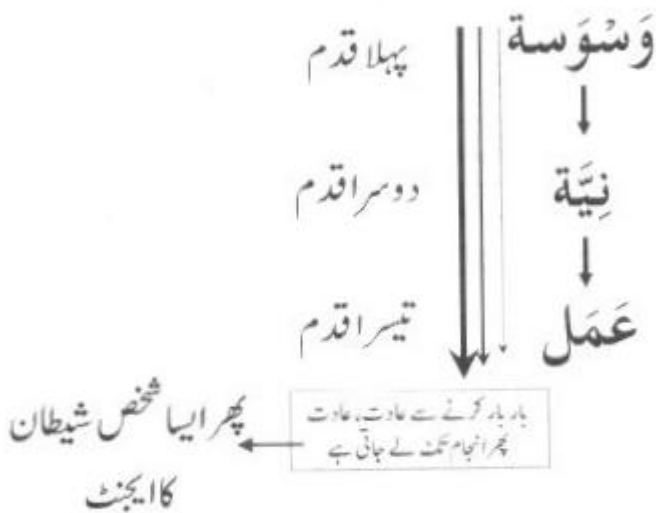 وَسْوَسة
پہلا قدم
نِيَّة
دوسرا قدم
عَمَل
تیسرا قدم
بار بار کرنے سے عادت، عادت
پھر انجام تک لے جاتی ہے
پھر ایسا شخص شیطان
کا ایجنٹ